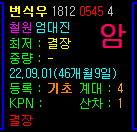 번식우 1812 0545 4
철원엄대진
암
최저 : 결장
중량 : -
22,09,01(46개월9일)
등록 : 기초 계대 : 4
KPN : 산차 : 1
결장